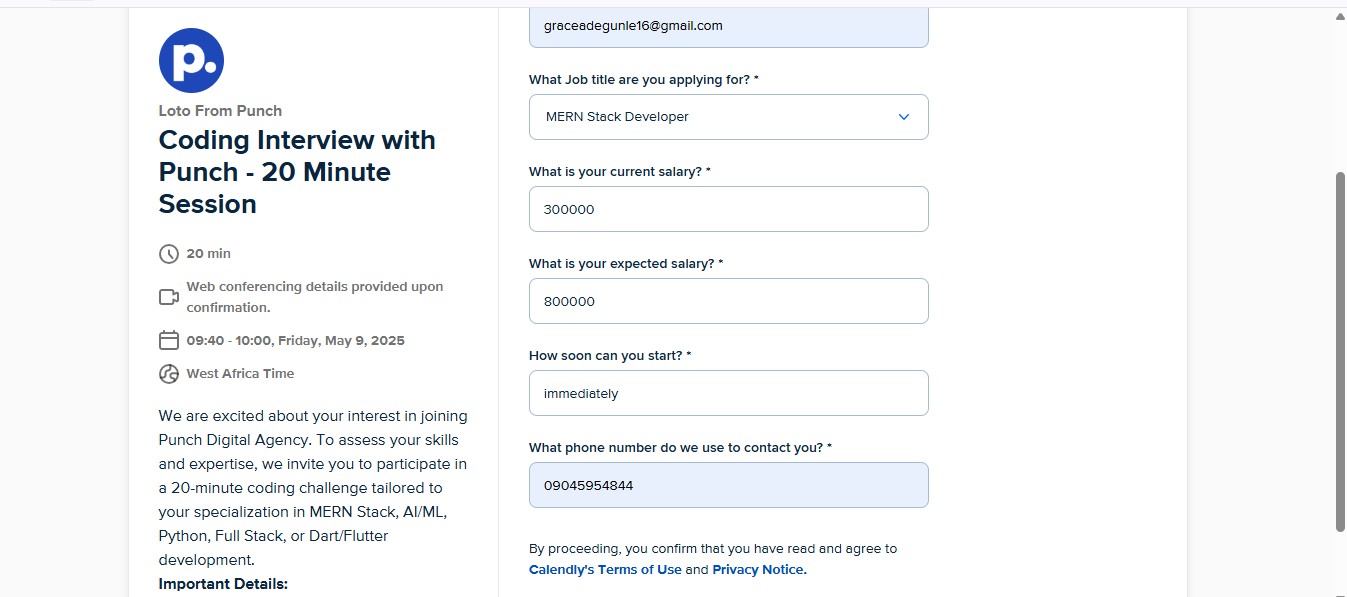 p.
Loto From Punch
Coding Interview with
Punch - 20 Minute
Session
20 min
Web conferencing details provided upon
confirmation.
09:40 - 10:00, Friday, May 9, 2025
West Africa Time
We are excited about your interest in joining
Punch Digital Agency. To assess your skills
and expertise, we invite you to participate in
a 20-minute coding challenge tailored to
your specialization in MERN Stack, AI/ML,
Python, Full Stack, or Dart/Flutter
development.
Important Details:
graceadegunle16@gmail.com
What Job title are you applying for? *
MERN Stack Developer
What is your current salary? *
300000
What is your expected salary? *
800000
How soon can you start? *
immediately
What phone number do we use to contact you? *
09045954844
By proceeding, you confirm that you have read and agree to
Calendly's Terms of Use and Privacy Notice.